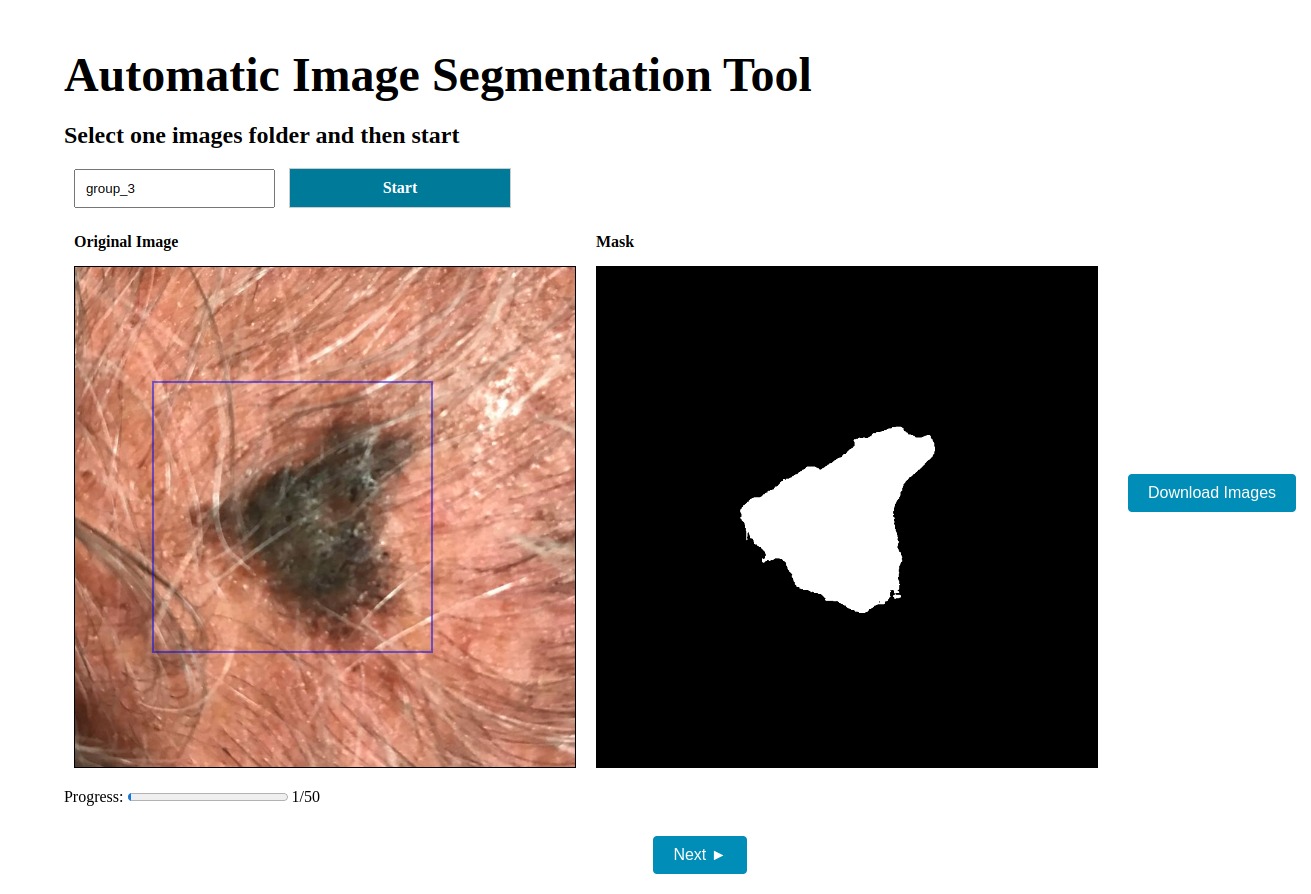 Automatic Image Segmentation Tool
Select one images folder and then start
group_3
Start
Original Image
Mask
Download Images
Progress: 1/50
Next ►